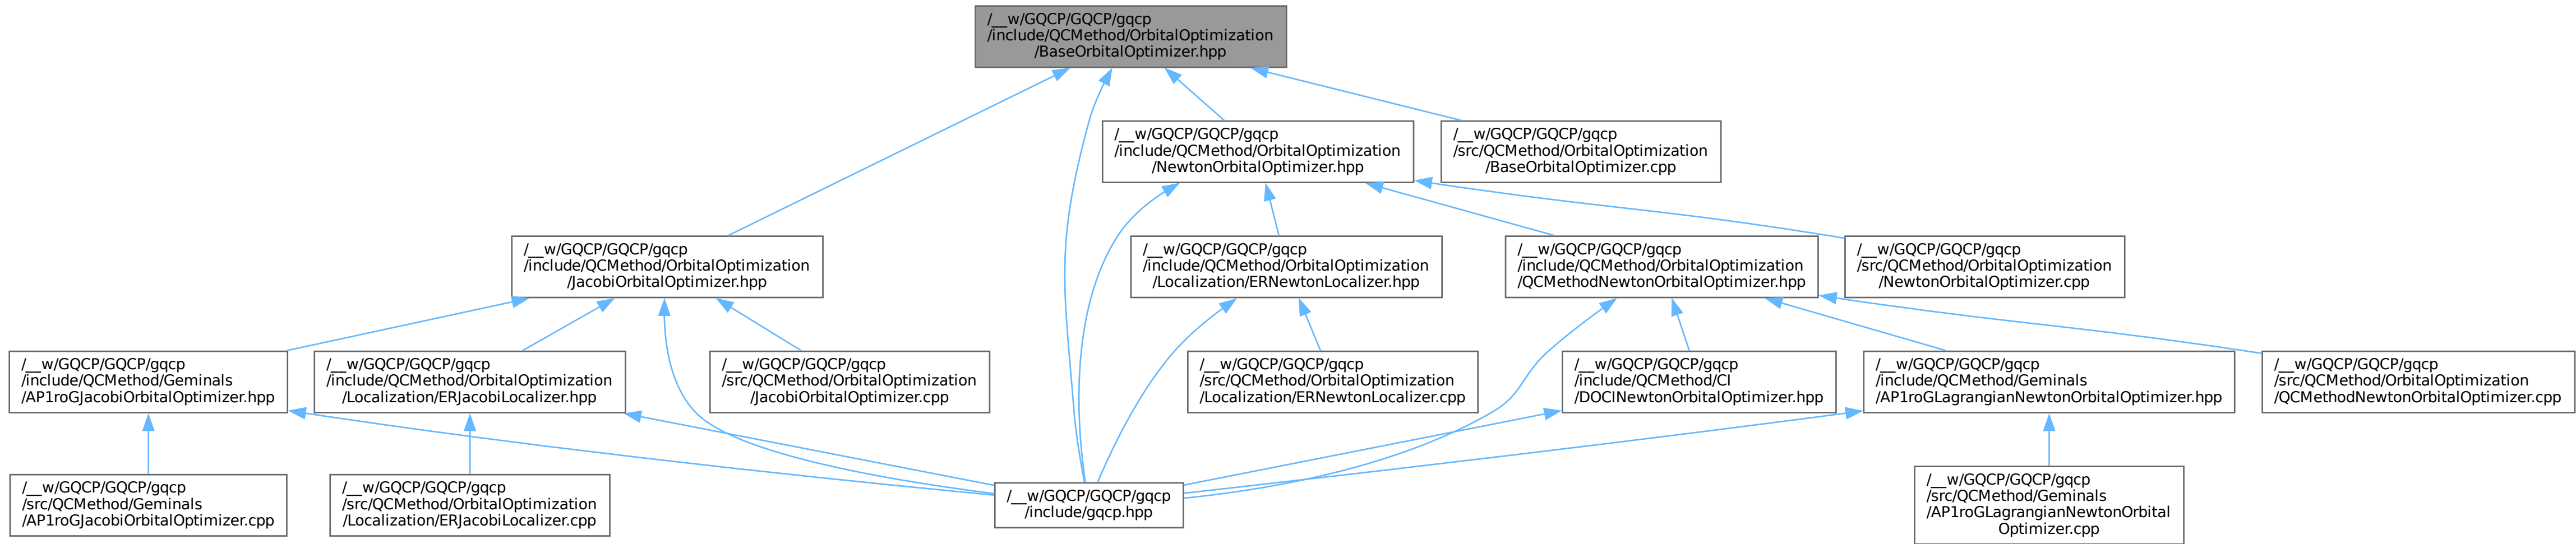 /__w/GQCP/GQCP/gqcp
/include/QCMethod/OrbitalOptimization
/BaseOrbitalOptimizer.hpp
/__w/GQCP/GQCP/gqcp
/include/QCMethod/OrbitalOptimization
/NewtonOrbitalOptimizer.hpp
/__w/GQCP/GQCP/gqcp
/src/QCMethod/OrbitalOptimization
/BaseOrbitalOptimizer.cpp
/__w/GQCP/GQCP/gqcp
/include/QCMethod/OrbitalOptimization
/JacobiOrbitalOptimizer.hpp
/__w/GQCP/GQCP/gqcp
/include/QCMethod/OrbitalOptimization
/Localization/ERNewtonLocalizer.hpp
/__w/GQCP/GQCP/gqcp
/include/QCMethod/OrbitalOptimization
/QCMethodNewtonOrbitalOptimizer.hpp
/__w/GQCP/GQCP/gqcp
/src/QCMethod/OrbitalOptimization
/NewtonOrbitalOptimizer.cpp
/__w/GQCP/GQCP/gqcp
/include/QCMethod/Geminals
/AP1roGJacobiOrbitalOptimizer.hpp
/__w/GQCP/GQCP/gqcp
/include/QCMethod/OrbitalOptimization
/Localization/ERJacobiLocalizer.hpp
/__w/GQCP/GQCP/gqcp
/src/QCMethod/OrbitalOptimization
/JacobiOrbitalOptimizer.cpp
/__w/GQCP/GQCP/gqcp
/src/QCMethod/OrbitalOptimization
/Localization/ERNewtonLocalizer.cpp
/__w/GQCP/GQCP/gqcp
/include/QCMethod/CI
/DOCINewtonOrbitalOptimizer.hpp
/__w/GQCP/GQCP/gqcp
/include/QCMethod/Geminals
/AP1roGLagrangianNewtonOrbitalOptimizer.hpp
/__w/GQCP/GQCP/gqcp
/src/QCMethod/OrbitalOptimization
/QCMethodNewtonOrbitalOptimizer.cpp
/__w/GQCP/GQCP/gqcp
/src/QCMethod/Geminals
/AP1roGJacobiOrbitalOptimizer.cpp
/__w/GQCP/GQCP/gqcp
/src/QCMethod/OrbitalOptimization
/Localization/ERJacobiLocalizer.cpp
/__w/GQCP/GQCP/gqcp
/include/gqcp.hpp
/__w/GQCP/GQCP/gqcp
/src/QCMethod/Geminals
/AP1roGLagrangianNewtonOrbital
Optimizer.cpp